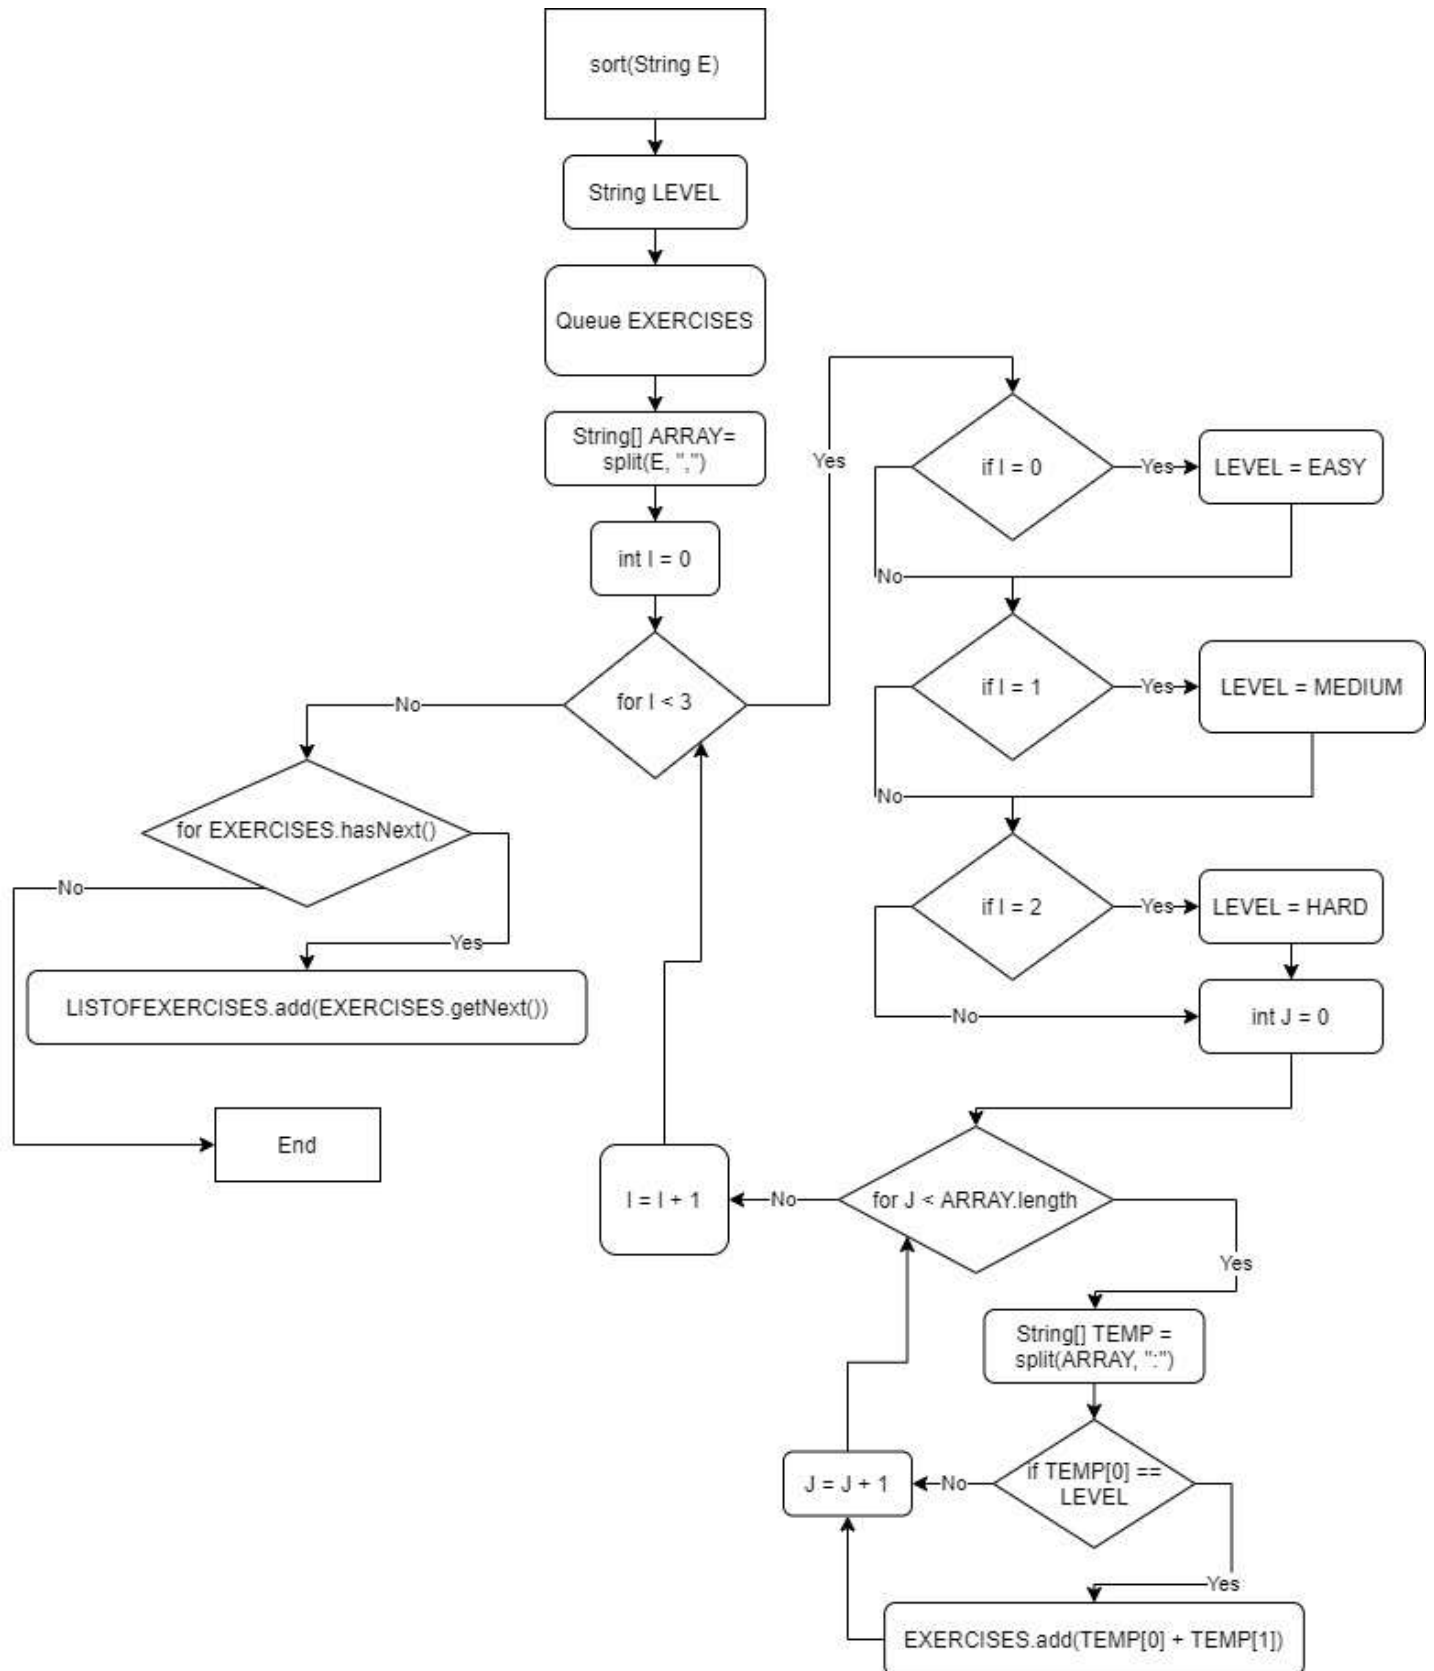 sort(String E)
String LEVEL
Queue EXERCISES
String[] ARRAY=
split(E, ",")
int I = 0
for I < 3
Yes
No
if I = 0
Yes
LEVEL = EASY
No
if I = 1
Yes
LEVEL = MEDIUM
No
if I = 2
Yes
LEVEL = HARD
No
int J = 0
for EXERCISES.hasNext()
No
Yes
LISTOFEXERCISES.add(EXERCISES.getNext())
End
I = I + 1
No
for J < ARRAY.length
Yes
String[] TEMP =
split(ARRAY, ":")
J = J + 1
No
if TEMP[0] ==
LEVEL
Yes
EXERCISES.add(TEMP[0] + TEMP[1])